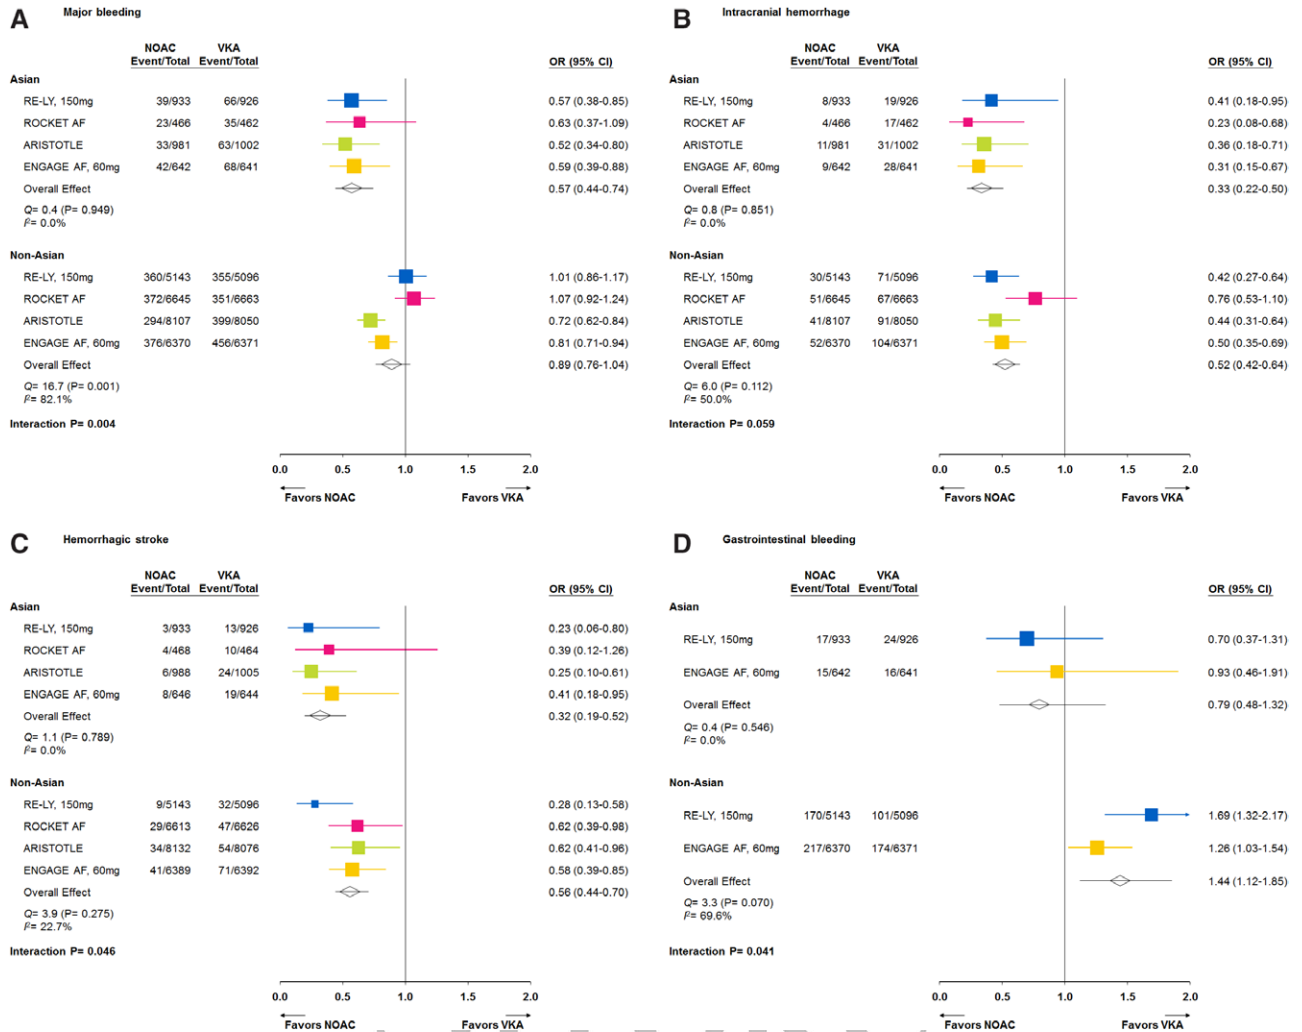 A Major bleeding
NOAC VKA
Event/Total Event/Total OR (95% CI)
Asian
RE-LY, 150mg 39/933 66/926 0.57 (0.38-0.85)
ROCKET AF 23/466 35/462 0.63 (0.37-1.09)
ARISTOTLE 33/981 63/1002 0.52 (0.34-0.80)
ENGAGE AF, 60mg 42/642 68/641 0.59 (0.39-0.88)
Overall Effect 0.57 (0.44-0.74)
Q= 0.4 (P= 0.949)
I²= 0.0%
Non-Asian
RE-LY, 150mg 360/5143 355/5096 1.01 (0.86-1.17)
ROCKET AF 372/6645 351/6663 1.07 (0.92-1.24)
ARISTOTLE 294/8107 399/8050 0.72 (0.62-0.84)
ENGAGE AF, 60mg 376/6370 456/6371 0.81 (0.71-0.94)
Overall Effect 0.89 (0.76-1.04)
Q= 16.7 (P= 0.001)
I²= 82.1%
Interaction P= 0.004
0.0 0.5 1.0 1.5 2.0
Favors NOAC Favors VKA
B Intracranial hemorrhage
NOAC VKA
Event/Total Event/Total OR (95% CI)
Asian
RE-LY, 150mg 8/933 19/926 0.41 (0.18-0.95)
ROCKET AF 4/466 17/462 0.23 (0.08-0.68)
ARISTOTLE 11/981 31/1002 0.36 (0.18-0.71)
ENGAGE AF, 60mg 9/642 28/641 0.31 (0.15-0.67)
Overall Effect 0.33 (0.22-0.50)
Q= 0.8 (P= 0.851)
I²= 0.0%
Non-Asian
RE-LY, 150mg 30/5143 71/5096 0.42 (0.27-0.64)
ROCKET AF 51/6645 67/6663 0.76 (0.53-1.10)
ARISTOTLE 41/8107 91/8050 0.44 (0.31-0.64)
ENGAGE AF, 60mg 52/6370 104/6371 0.50 (0.35-0.69)
Overall Effect 0.52 (0.42-0.64)
Q= 6.0 (P= 0.112)
I²= 50.0%
Interaction P= 0.059
0.0 0.5 1.0 1.5 2.0
Favors NOAC Favors VKA
C Hemorrhagic stroke
NOAC VKA
Event/Total Event/Total OR (95% CI)
Asian
RE-LY, 150mg 3/933 13/926 0.23 (0.06-0.80)
ROCKET AF 4/468 10/464 0.39 (0.12-1.26)
ARISTOTLE 6/988 24/1005 0.25 (0.10-0.61)
ENGAGE AF, 60mg 8/646 19/644 0.41 (0.18-0.95)
Overall Effect 0.32 (0.19-0.52)
Q= 1.1 (P= 0.789)
I²= 0.0%
Non-Asian
RE-LY, 150mg 9/5143 32/5096 0.28 (0.13-0.58)
ROCKET AF 29/6613 47/6626 0.62 (0.39-0.98)
ARISTOTLE 34/8132 54/8076 0.62 (0.41-0.96)
ENGAGE AF, 60mg 41/6389 71/6392 0.58 (0.39-0.85)
Overall Effect 0.56 (0.44-0.70)
Q= 3.9 (P= 0.275)
I²= 22.7%
Interaction P= 0.046
0.0 0.5 1.0 1.5 2.0
Favors NOAC Favors VKA
D Gastrointestinal bleeding
NOAC VKA
Event/Total Event/Total OR (95% CI)
Asian
RE-LY, 150mg 17/933 24/926 0.70 (0.37-1.31)
ENGAGE AF, 60mg 15/642 16/641 0.93 (0.46-1.91)
Overall Effect 0.79 (0.48-1.32)
Q= 0.4 (P= 0.546)
I²= 0.0%
Non-Asian
RE-LY, 150mg 170/5143 101/5096 1.69 (1.32-2.17)
ENGAGE AF, 60mg 217/6370 174/6371 1.26 (1.03-1.54)
Overall Effect 1.44 (1.12-1.85)
Q= 3.3 (P= 0.070)
I²= 69.6%
Interaction P= 0.041
0.0 0.5 1.0 1.5 2.0
Favors NOAC Favors VKA